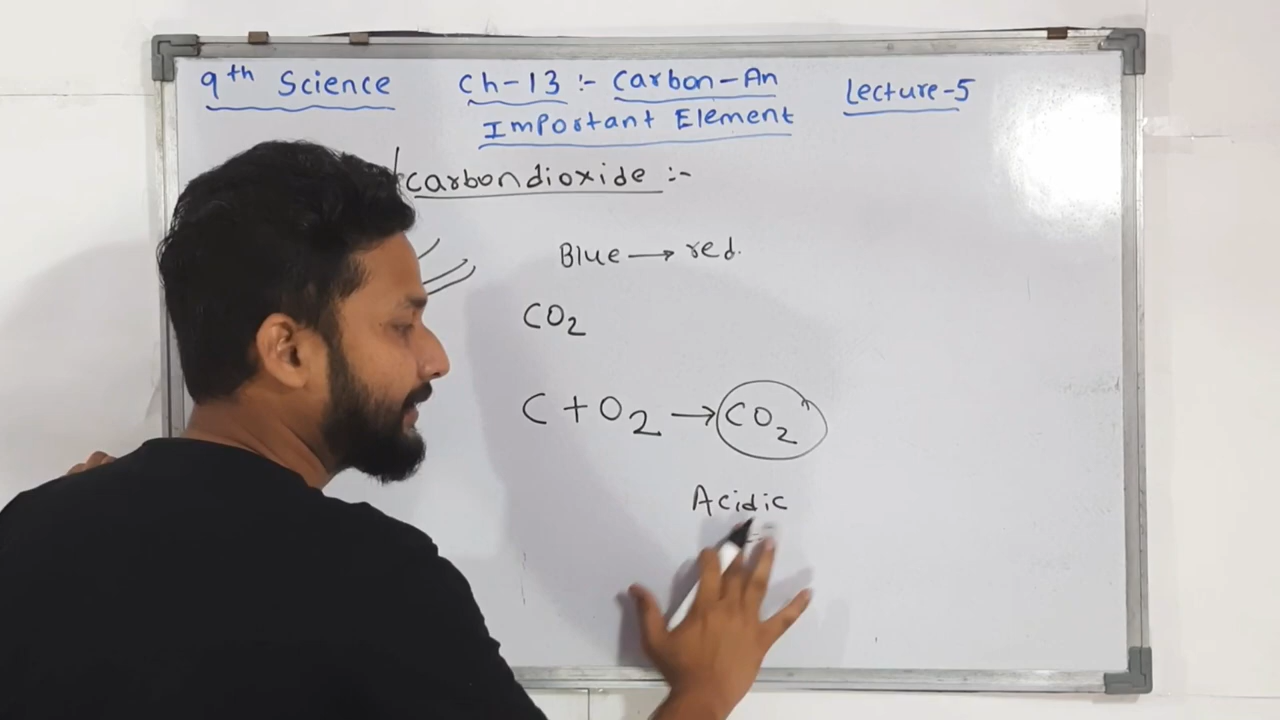 9th Science Ch-13 :- Carbon-An Lecture-5
Important Element
carbondioxide :-
Blue → red.
CO2
C + O2 → CO2
Acidic